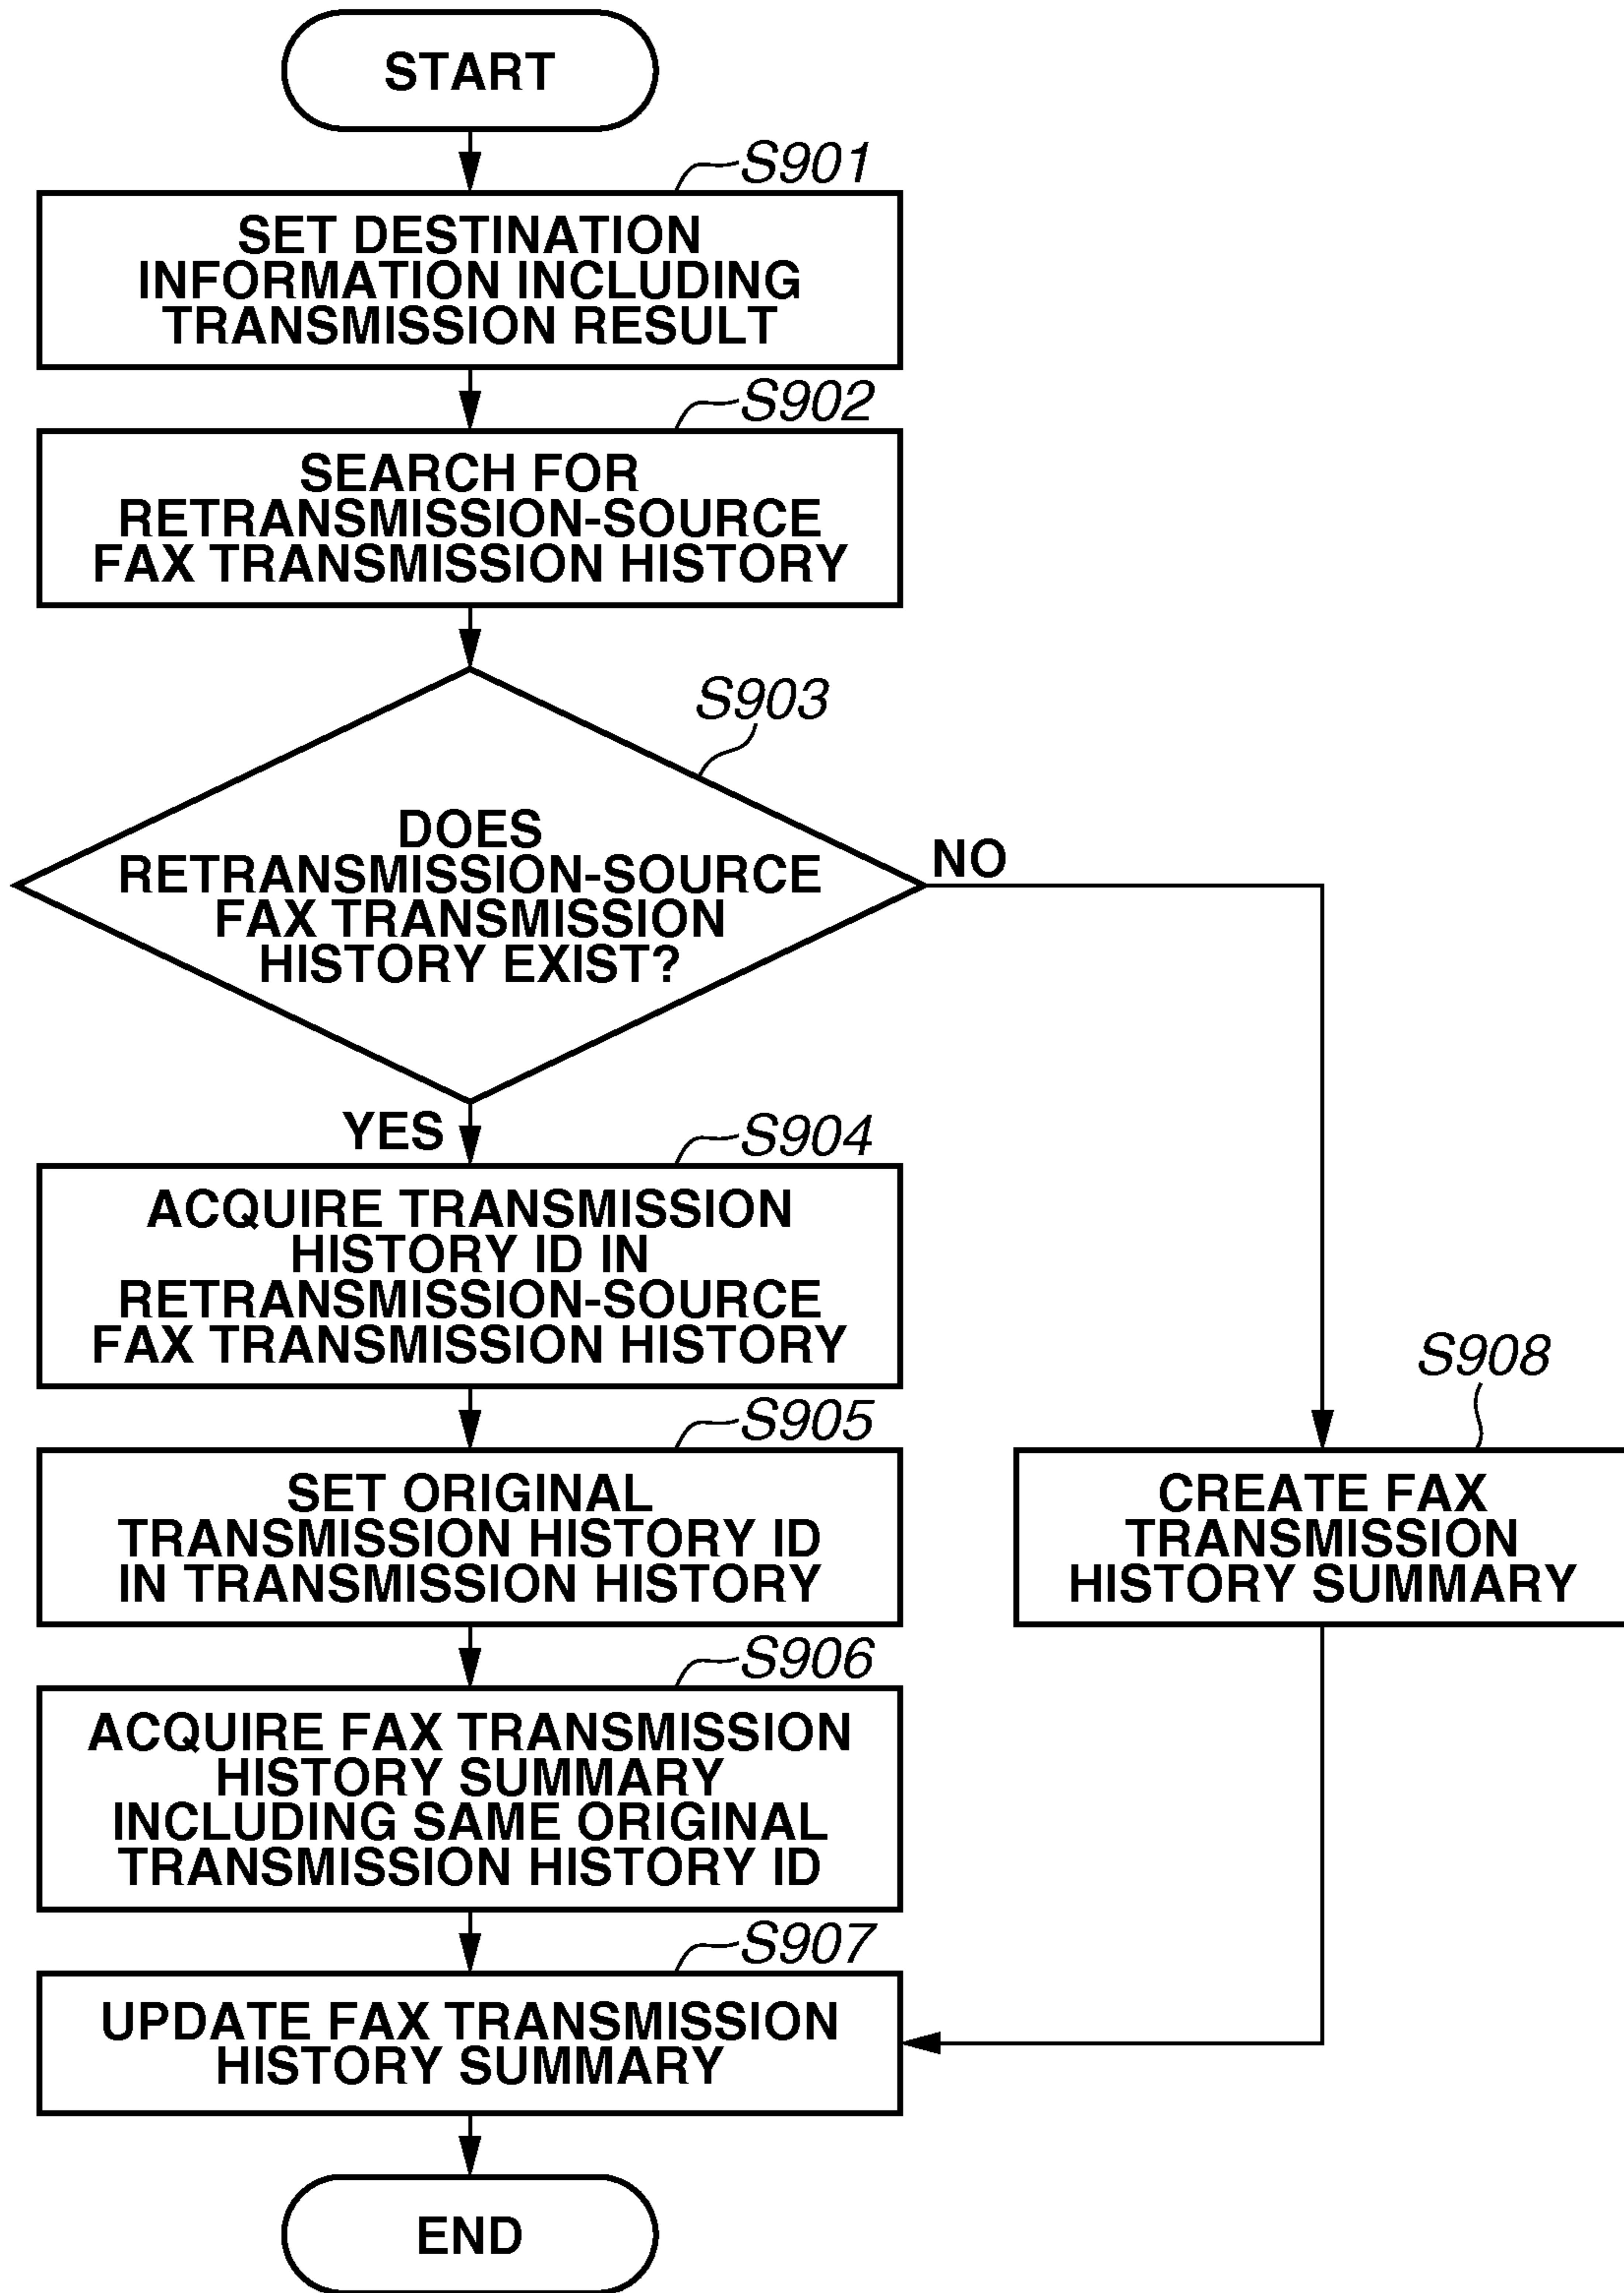 START
S901
SET DESTINATION
INFORMATION INCLUDING
TRANSMISSION RESULT
S902
SEARCH FOR
RETRANSMISSION-SOURCE
FAX TRANSMISSION HISTORY
S903
DOES
RETRANSMISSION-SOURCE
FAX TRANSMISSION
HISTORY EXIST?
NO
YES
S904
ACQUIRE TRANSMISSION
HISTORY ID IN
RETRANSMISSION-SOURCE
FAX TRANSMISSION HISTORY
S905
SET ORIGINAL
TRANSMISSION HISTORY ID
IN TRANSMISSION HISTORY
S908
CREATE FAX
TRANSMISSION
HISTORY SUMMARY
S906
ACQUIRE FAX TRANSMISSION
HISTORY SUMMARY
INCLUDING SAME ORIGINAL
TRANSMISSION HISTORY ID
S907
UPDATE FAX TRANSMISSION
HISTORY SUMMARY
END